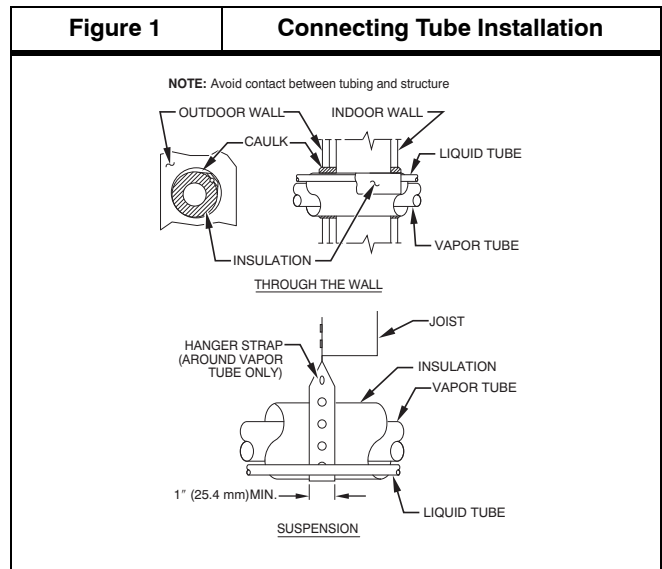 Figure 1
Connecting Tube Installation
NOTE: Avoid contact between tubing and structure
OUTDOOR WALL
INDOOR WALL
CAULK
LIQUID TUBE
INSULATION
VAPOR TUBE
THROUGH THE WALL
JOIST
HANGER STRAP
(AROUND VAPOR
TUBE ONLY)
INSULATION
VAPOR TUBE
1″ (25.4 mm)MIN.
LIQUID TUBE
SUSPENSION